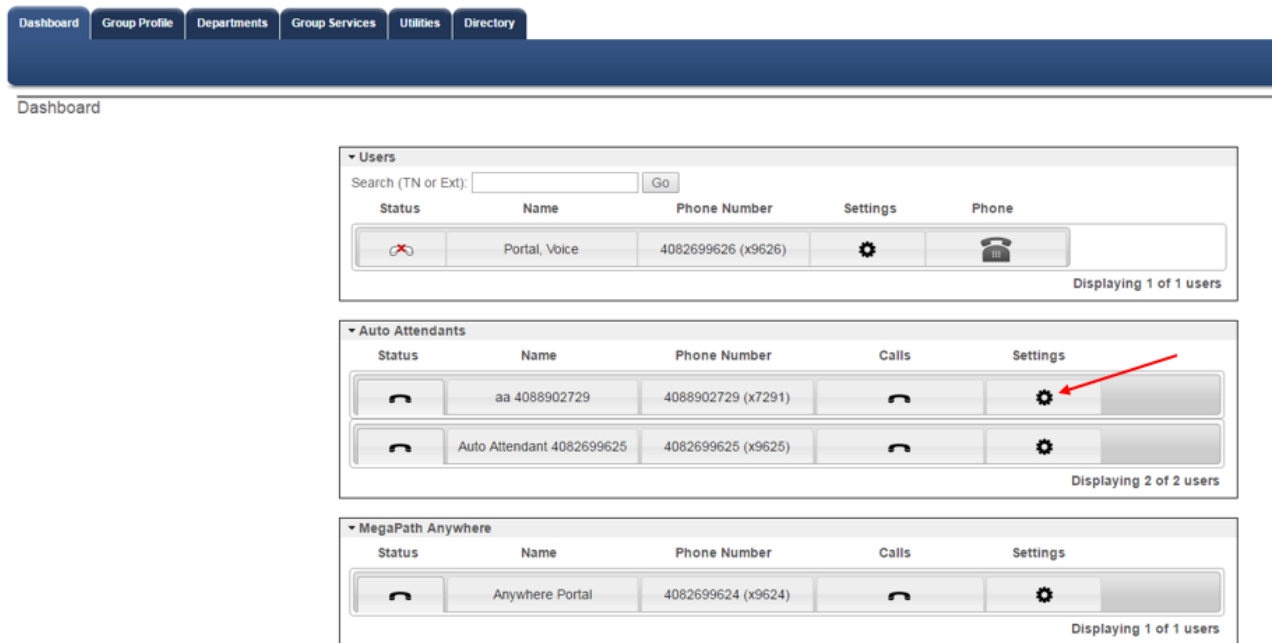 Dashboard Group Profile Departments Group Services Utilities Directory
Dashboard
Users
Search (TN or Ext): Go
Status Name Phone Number Settings Phone
Portal, Voice 4082699626 (x9626)
Displaying 1 of 1 users
Auto Attendants
Status Name Phone Number Calls Settings
aa 4088902729 4088902729 (x7291)
Auto Attendant 4082699625 4082699625 (x9625)
Displaying 2 of 2 users
MegaPath Anywhere
Status Name Phone Number Calls Settings
Anywhere Portal 4082699624 (x9624)
Displaying 1 of 1 users